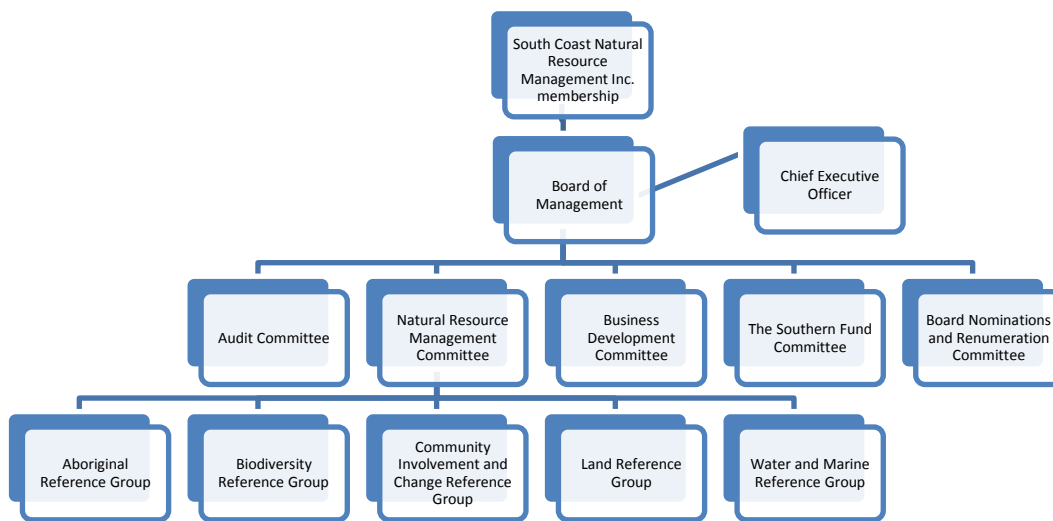 South Coast Natural
Resource
Management Inc.
membership
Board of
Management
Chief Executive
Officer
Audit Committee
Natural Resource
Management
Committee
Business
Development
Committee
The Southern Fund
Committee
Board Nominations
and Renumeration
Committee
Aboriginal
Reference Group
Biodiversity
Reference Group
Community
Involvement and
Change Reference
Group
Land Reference
Group
Water and Marine
Reference Group